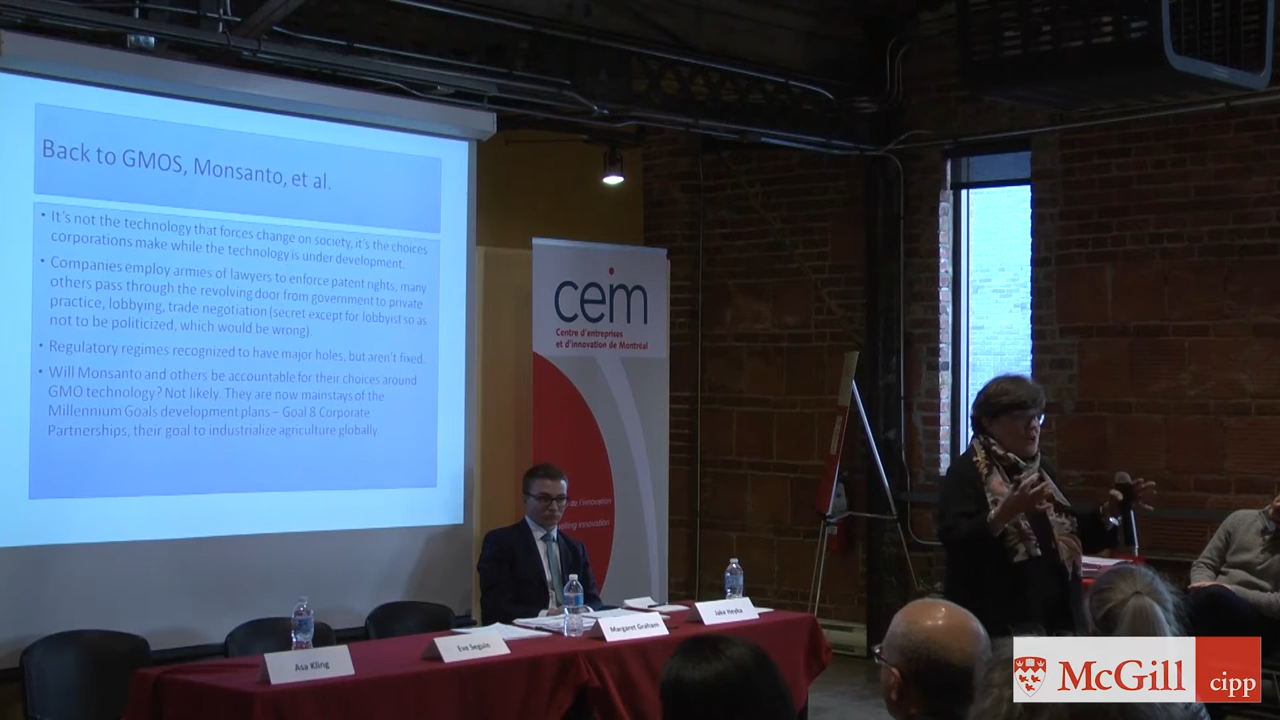 Back to GMOS, Monsanto, et al.
• It's not the technology that forces change on society, it's the choices
corporations make while the technology is under development.
• Companies employ armies of lawyers to enforce patent rights, many
others pass through the revolving door from government to private
practice, lobbying, trade negotiation (secret except for lobbyist so as
not to be politicized, which would be wrong)
• Regulatory regimes recognized to have major holes, but aren't fixed.
• Will Monsanto and others be accountable for their choices around
GMO technology? Not likely. They are now mainstays of the
Millennium Goals development plans – Goal 8 Corporate
Partnerships, their goal to industrialize agriculture globally
cem
Centre d'entreprises
et d'innovation de Montréal
de l'innovation
elling innovation
Asa Kling
Eve Seguin
Margaret Graham
Jake Heyka
McGill
cipp